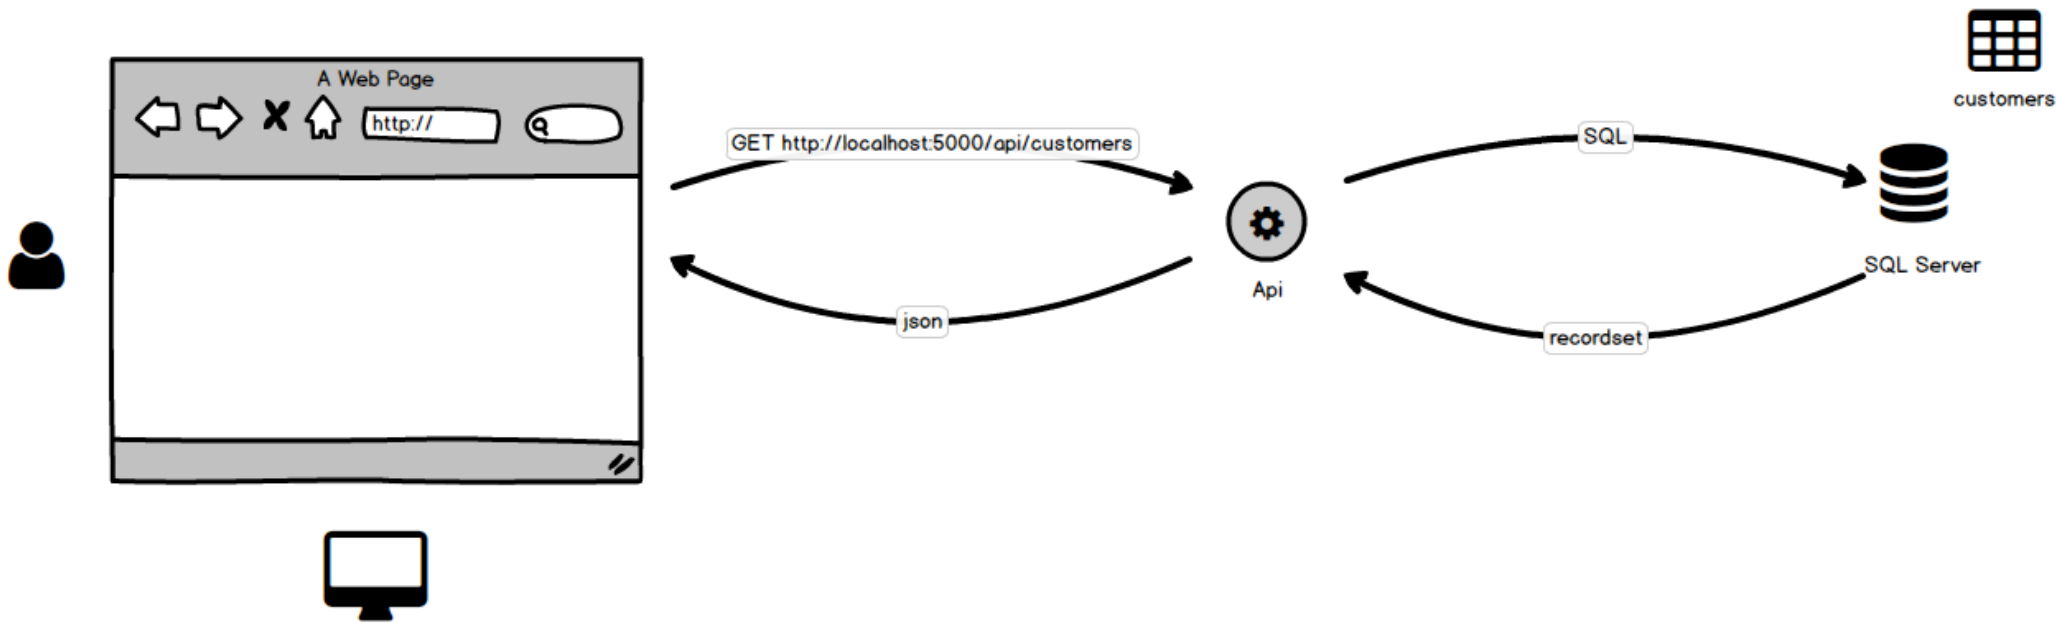 A Web Page
http://
GET http://localhost:5000/api/customers
json
Api
SQL
recordset
SQL Server
customers